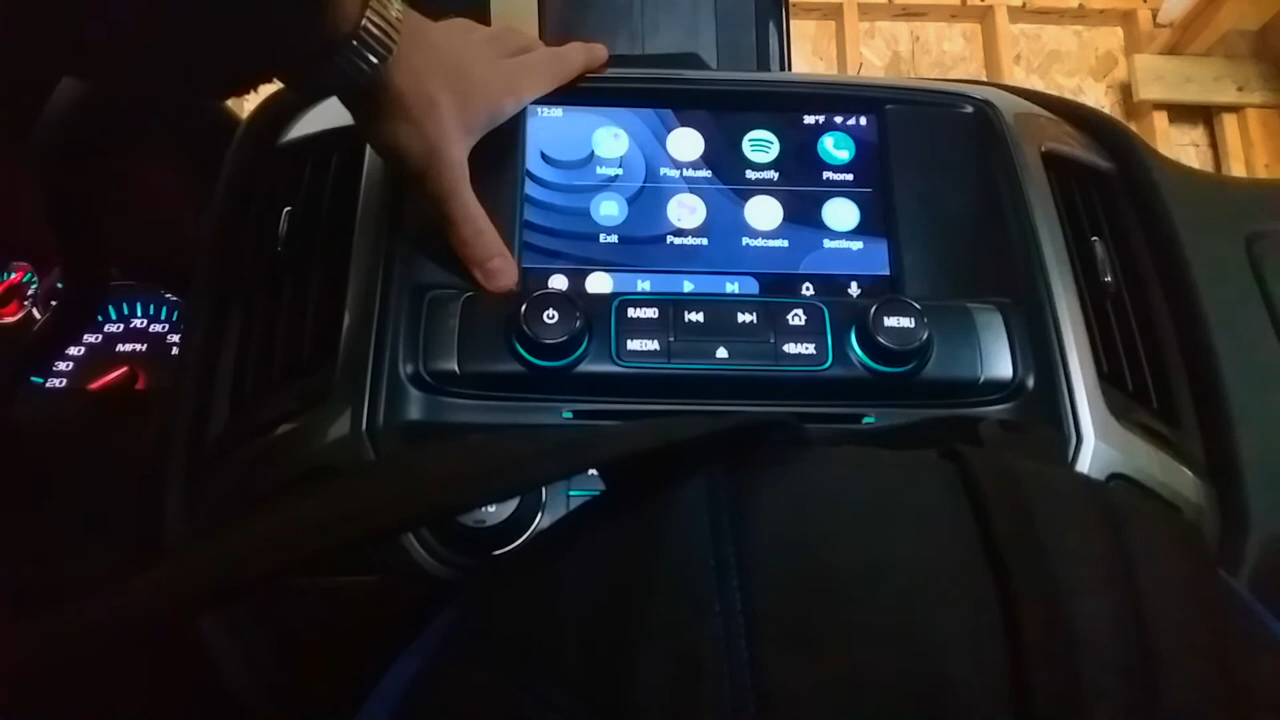 12:08
38°F
Maps
Play Music
Spotify
Phone
Exit
Pandora
Podcasts
Settings
RADIO
MENU
MEDIA
BACK
60 70 80
50
MPH
40
30
20